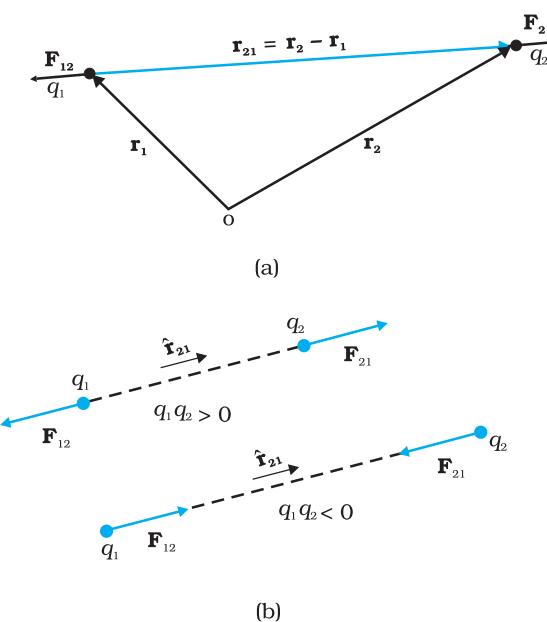 F₂
r₂₁ = r₂ – r₁
F₁₂
q₂
q₁
r₁
r₂
O
(a)
q₂
r̂₂₁
F₂₁
q₁
q₁q₂ > 0
F₁₂
q₂
r̂₂₁
F₂₁
q₁q₂ < 0
F₁₂
q₁
(b)